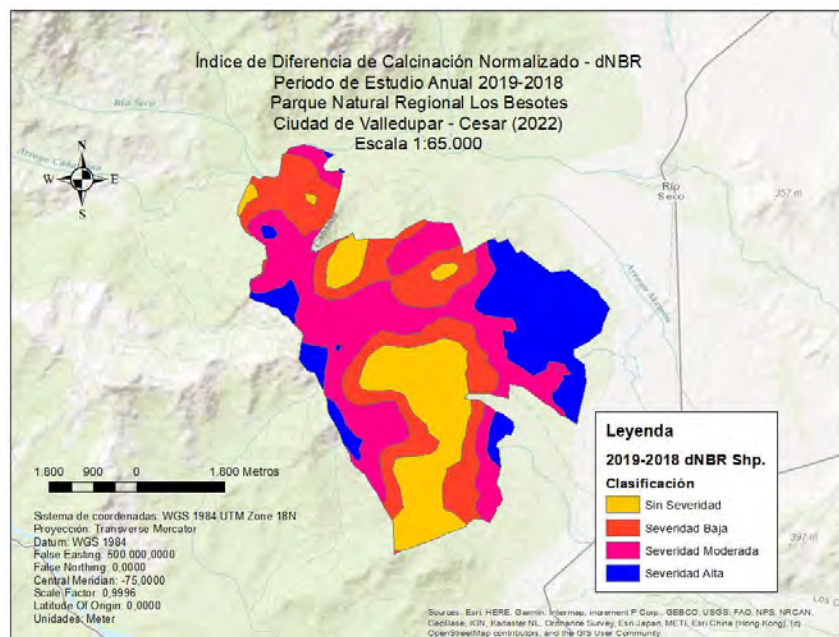 Índice de Diferencia de Calcinación Normalizado - dNBR
Periodo de Estudio Anual 2019-2018
Parque Natural Regional Los Besotes
Ciudad de Valledupar - Cesar (2022)
Escala 1:65.000
Río Seco
Arroyo
N
W E
S
Río
Seco
357 m
Arroyo
Leyenda
2019-2018 dNBR Shp.
Clasificación
Sin Severidad
Severidad Baja
Severidad Moderada
Severidad Alta
1.800 900 0 1.800 Metros
Sistema de coordenadas: WGS 1984 UTM Zone 18N
Proyección: Transverse Mercator
Datum: WGS 1984
False Easting: 500.000,0000
False Northing: 0,0000
Central Meridian: -75,0000
Scale Factor: 0,9996
Latitude Of Origin: 0,0000
Unidades: Meter
397 m
Los
Sources: Esri, HERE, Garmin, Intermap, increment P Corp., GEBCO, USGS, FAO, NPS, NRCAN,
GeoBase, IGN, Kadaster NL, Ordnance Survey, Esri Japan, METI, Esri China (Hong Kong), (c)
OpenStreetMap contributors, and the GIS User Community